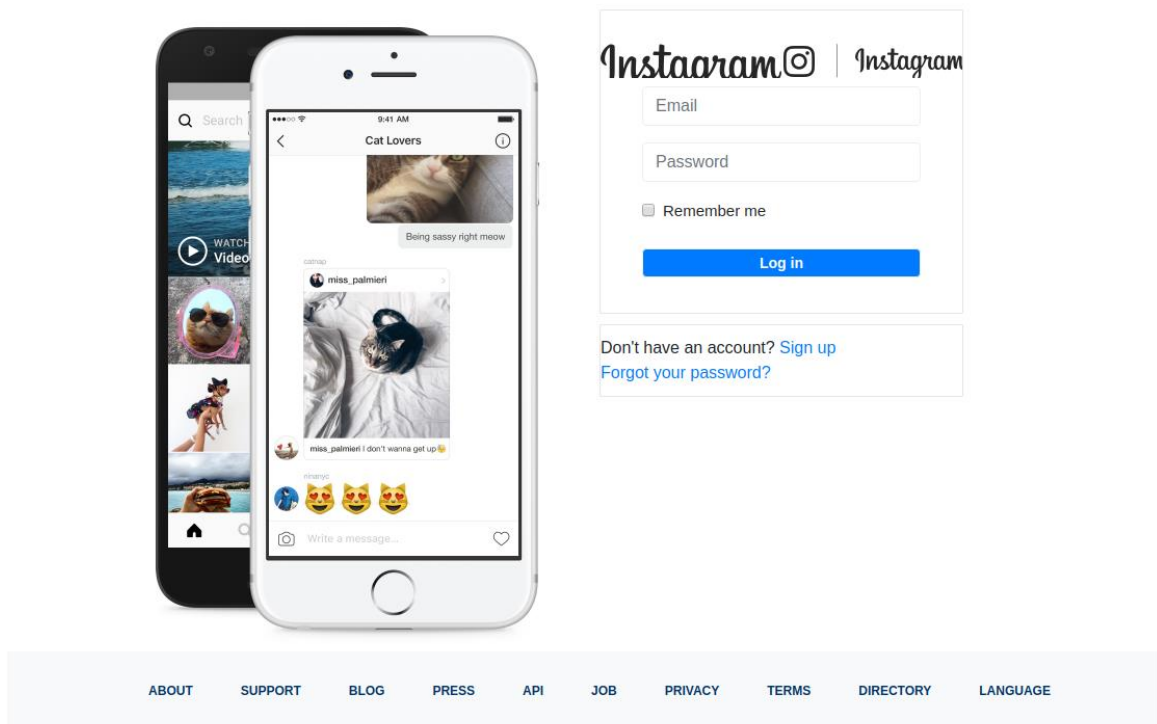 Search
WATCH
Video
9:41 AM
Cat Lovers
Being sassy right meow
catnap
miss_palmieri
miss_palmieri I don't wanna get up
ninanyc
Write a message...
Instagram | Instagram
Email
Password
Remember me
Log in
Don't have an account? Sign up
Forgot your password?
ABOUT SUPPORT BLOG PRESS API JOB PRIVACY TERMS DIRECTORY LANGUAGE